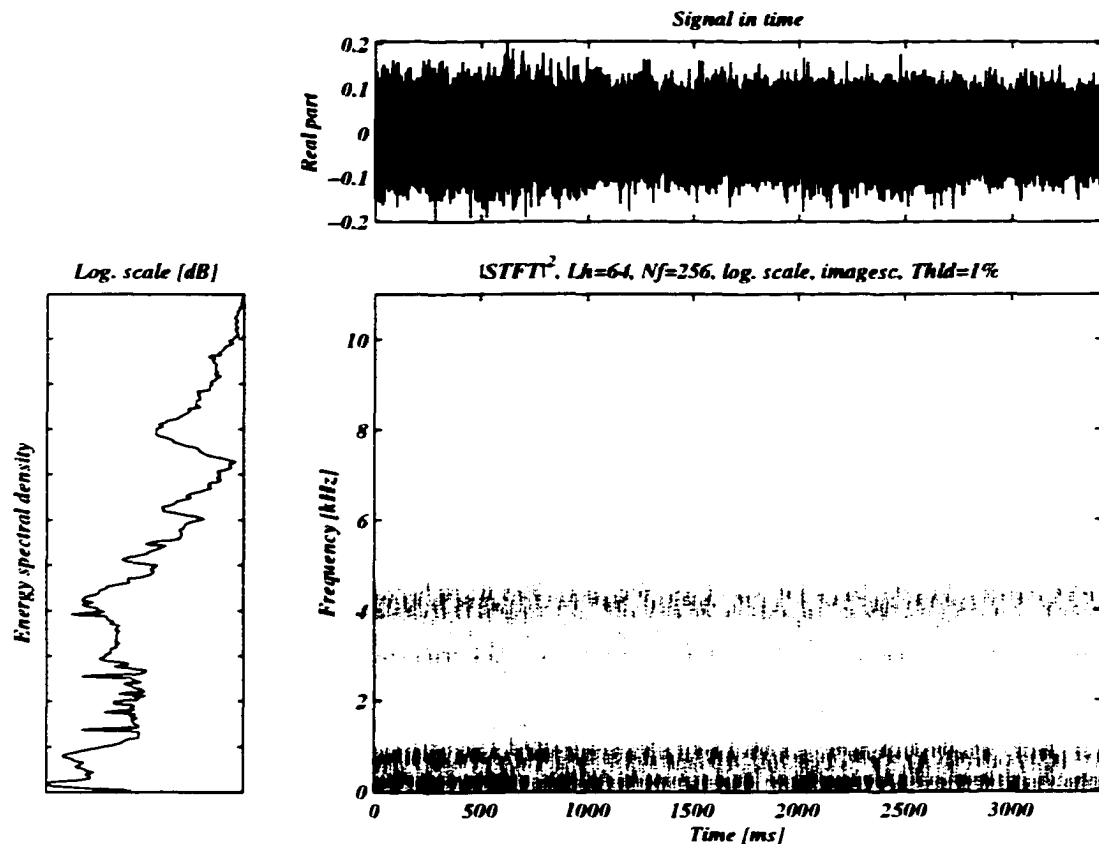 Signal in time
0.2
0.1
0
−0.1
−0.2
Real part
Log. scale [dB]
Energy spectral density
|STFT|², Lh=64, Nf=256, log. scale, imagesc, Thld=1%
10
8
6
4
2
0
Frequency [kHz]
0 500 1000 1500 2000 2500 3000
Time [ms]